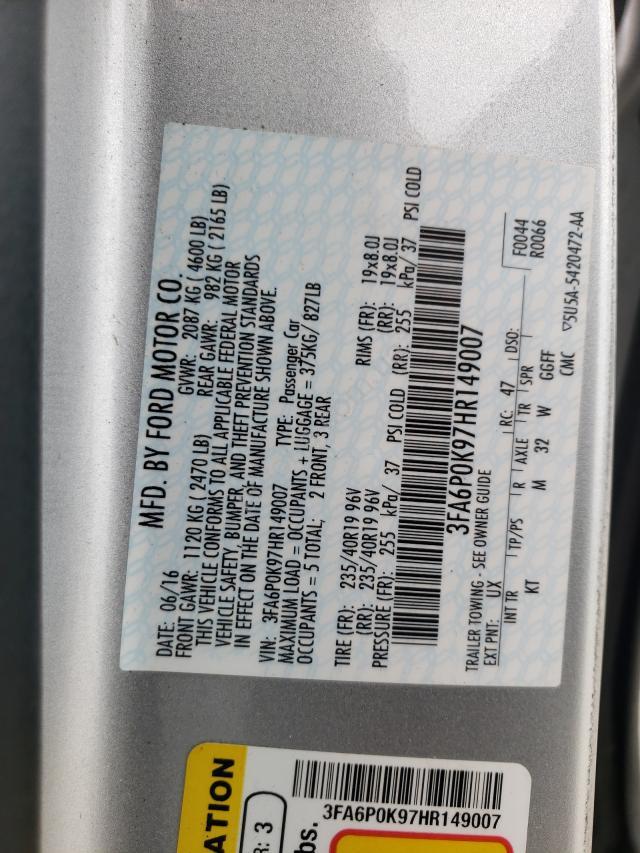 MFD. BY FORD MOTOR CO.
DATE: 06/16 GVWR: 2087 KG ( 4600 LB)
FRONT GAWR: 1120 KG ( 2470 LB) REAR GAWR: 982 KG ( 2165 LB)
THIS VEHICLE CONFORMS TO ALL APPLICABLE FEDERAL MOTOR
VEHICLE SAFETY, BUMPER, AND THEFT PREVENTION STANDARDS
IN EFFECT ON THE DATE OF MANUFACTURE SHOWN ABOVE.
VIN: 3FA6P0K97HR149007 TYPE: Passenger Car
MAXIMUM LOAD = OCCUPANTS + LUGGAGE = 375KG/ 827LB
OCCUPANTS = 5 TOTAL; 2 FRONT, 3 REAR
TIRE (FR): 235/40R19 96V RIMS (FR): 19x8.0J
(RR): 235/40R19 96V (RR): 19x8.0J
PRESSURE (FR): 255 kPa/ 37 PSI COLD (RR): 255 kPa/ 37 PSI COLD
3FA6P0K97HR149007
TRAILER TOWING - SEE OWNER GUIDE
EXT PNT: UX RC: 47 DSO: F0044
R0066
INT TR TP/PS R AXLE TR SPR
KT M 32 W GGFF
CMC ▽5U5A-5420472-AA
ATION
R: 3
bs.
3FA6P0K97HR149007